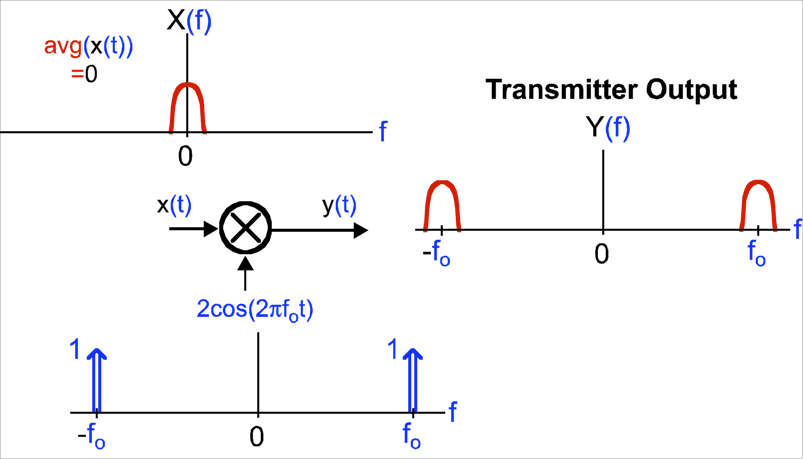 X(f)
avg(x(t))
=0
f
0
Transmitter Output
Y(f)
x(t)
y(t)
f
-fo
0
fo
2cos(2πfot)
1
1
f
-fo
0
fo